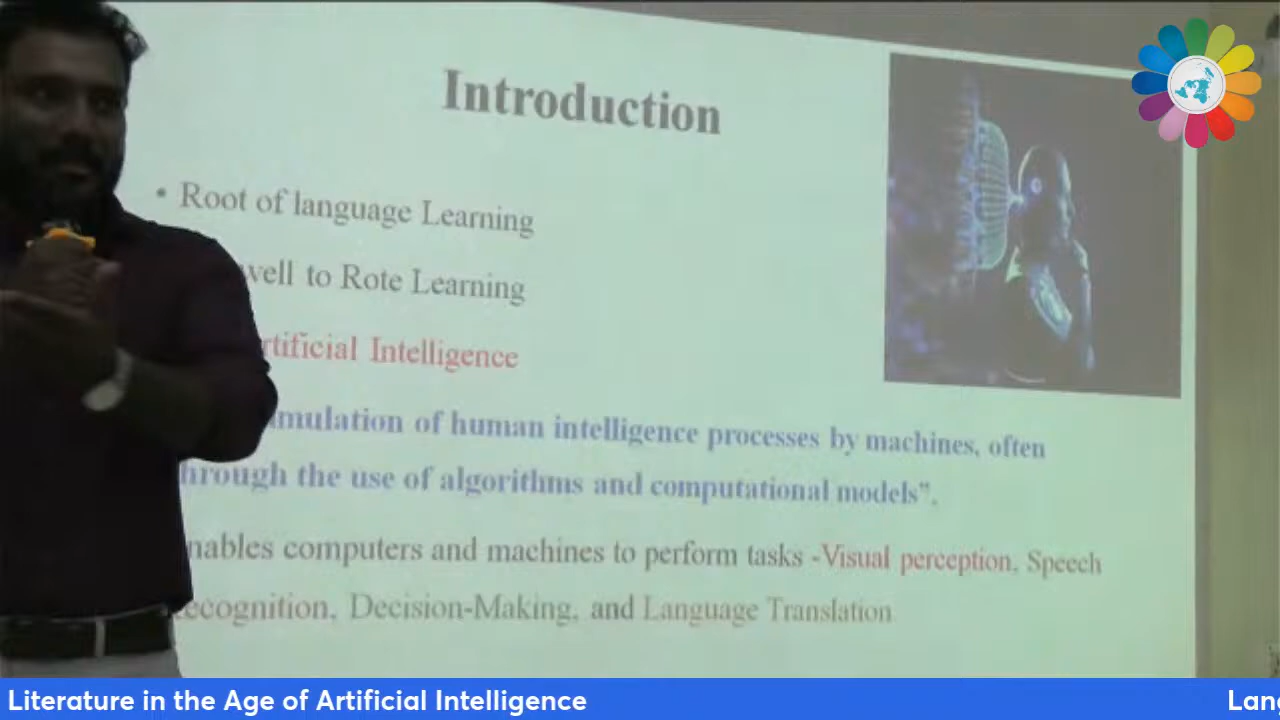 Introduction
• Root of language Learning
well to Rote Learning
rtificial Intelligence
mulation of human intelligence processes by machines, often
hrough the use of algorithms and computational models".
nables computers and machines to perform tasks -Visual perception, Speech
ecognition, Decision-Making, and Language Translation
Literature in the Age of Artificial Intelligence
Lang